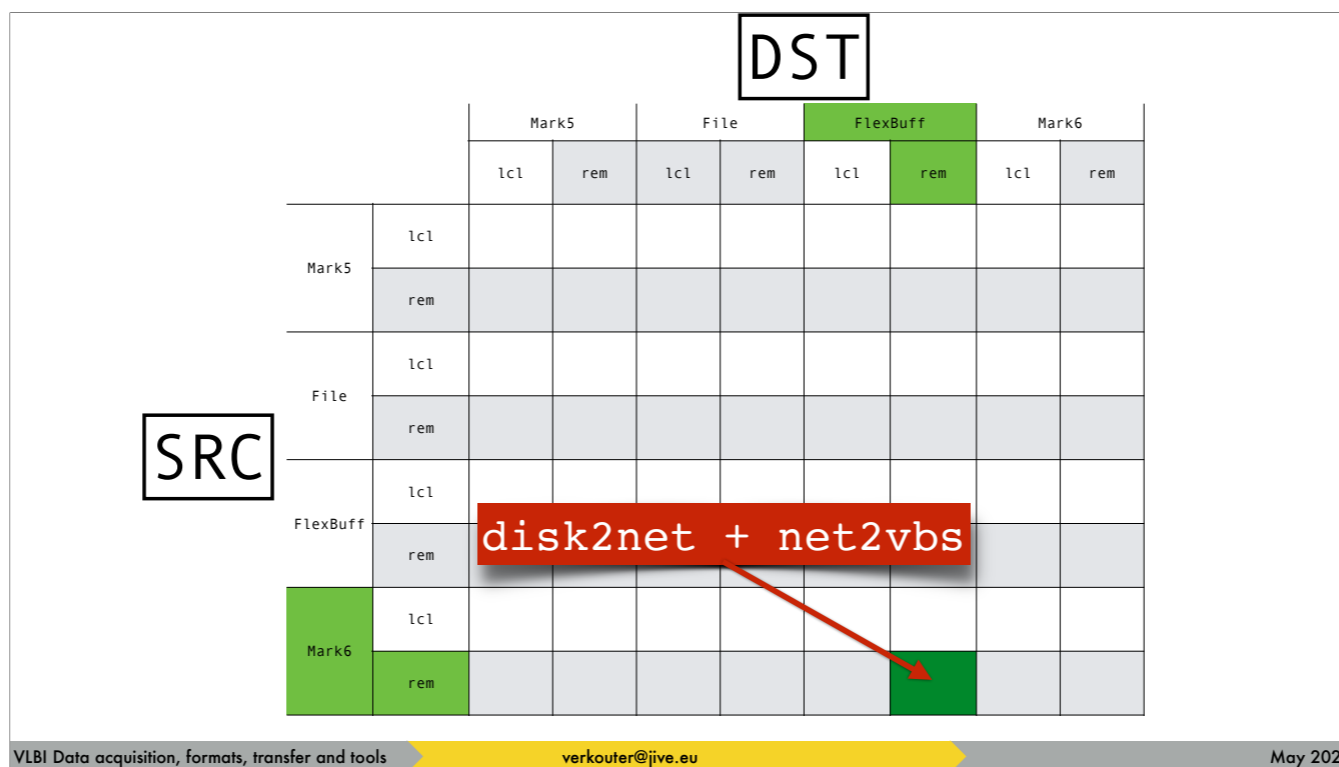 DST
Mark5 File FlexBuff Mark6
lcl rem lcl rem lcl rem lcl rem
lcl
Mark5
rem
lcl
File
rem
SRC
lcl
FlexBuff
disk2net + net2vbs
rem
lcl
Mark6
rem
VLBI Data acquisition, formats, transfer and tools verkouter@jive.eu May 202